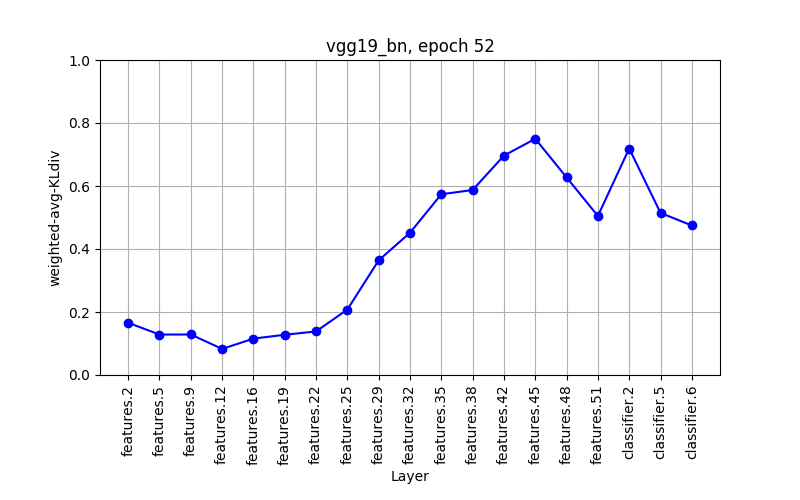 vgg19_bn, epoch 52
1.0
0.8
0.6
0.4
0.2
0.0
weighted-avg-KLdiv
features.2
features.5
features.9
features.12
features.16
features.19
features.22
features.25
features.29
features.32
features.35
features.38
features.42
features.45
features.48
features.51
classifier.2
classifier.5
classifier.6
Layer